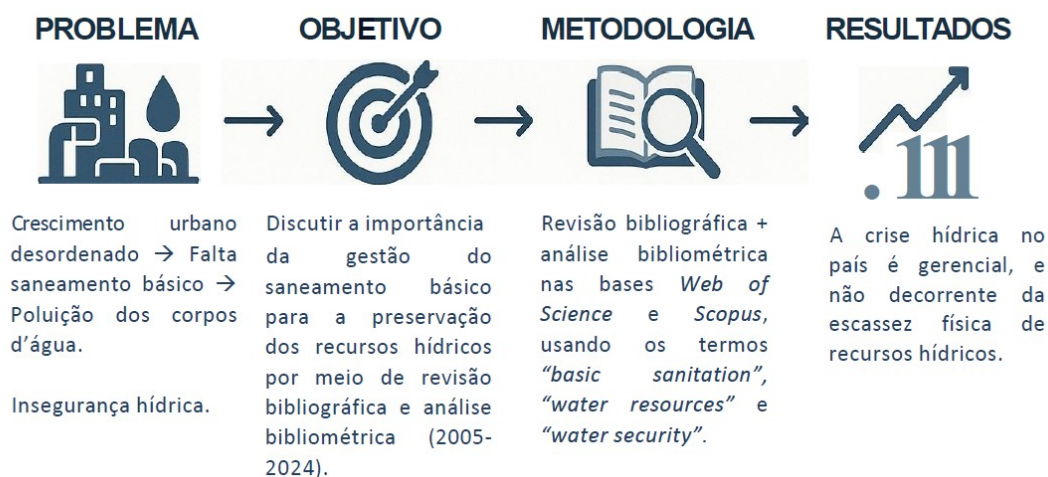 PROBLEMA
Crescimento urbano
desordenado → Falta
saneamento básico →
Poluição dos corpos
d’água.
Insegurança hídrica.
OBJETIVO
Discutir a importância
da gestão do
saneamento básico
para a preservação
dos recursos hídricos
por meio de revisão
bibliográfica e análise
bibliométrica (2005-
2024).
METODOLOGIA
Revisão bibliográfica +
análise bibliométrica
nas bases Web of
Science e Scopus,
usando os termos
“basic sanitation”,
“water resources” e
“water security”.
RESULTADOS
A crise hídrica no
país é gerencial, e
não decorrente da
escassez física de
recursos hídricos.